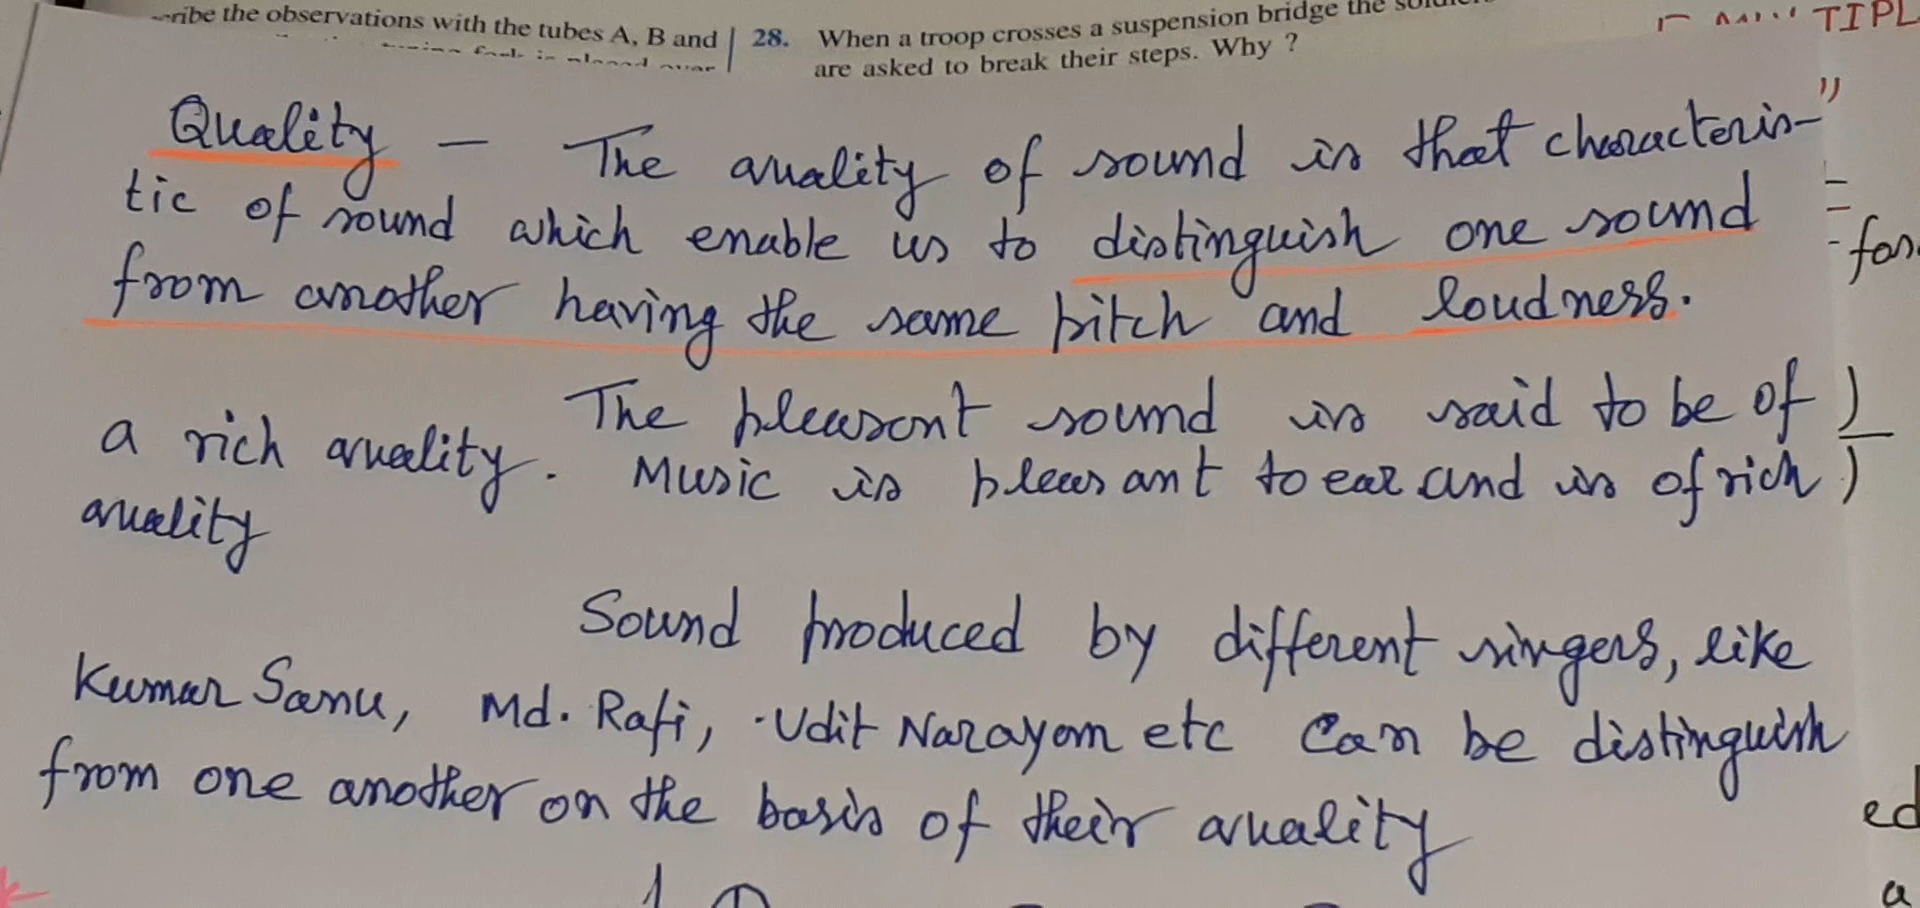 the observations with the tubes A, B and
28. When a troop crosses a suspension bridge the
are asked to break their steps. Why ?
Quality - The quality of sound is that characteris-
tic of sound which enable us to distinguish one sound
from another having the same pitch and loudness.
The pleasant sound is said to be of
a rich quality. Music is pleasant to ear and is of rich
quality
Sound produced by different singers, like
Kumar Sanu, Md. Rafi, Udit Narayan etc can be distinguish
from one another on the basis of their quality